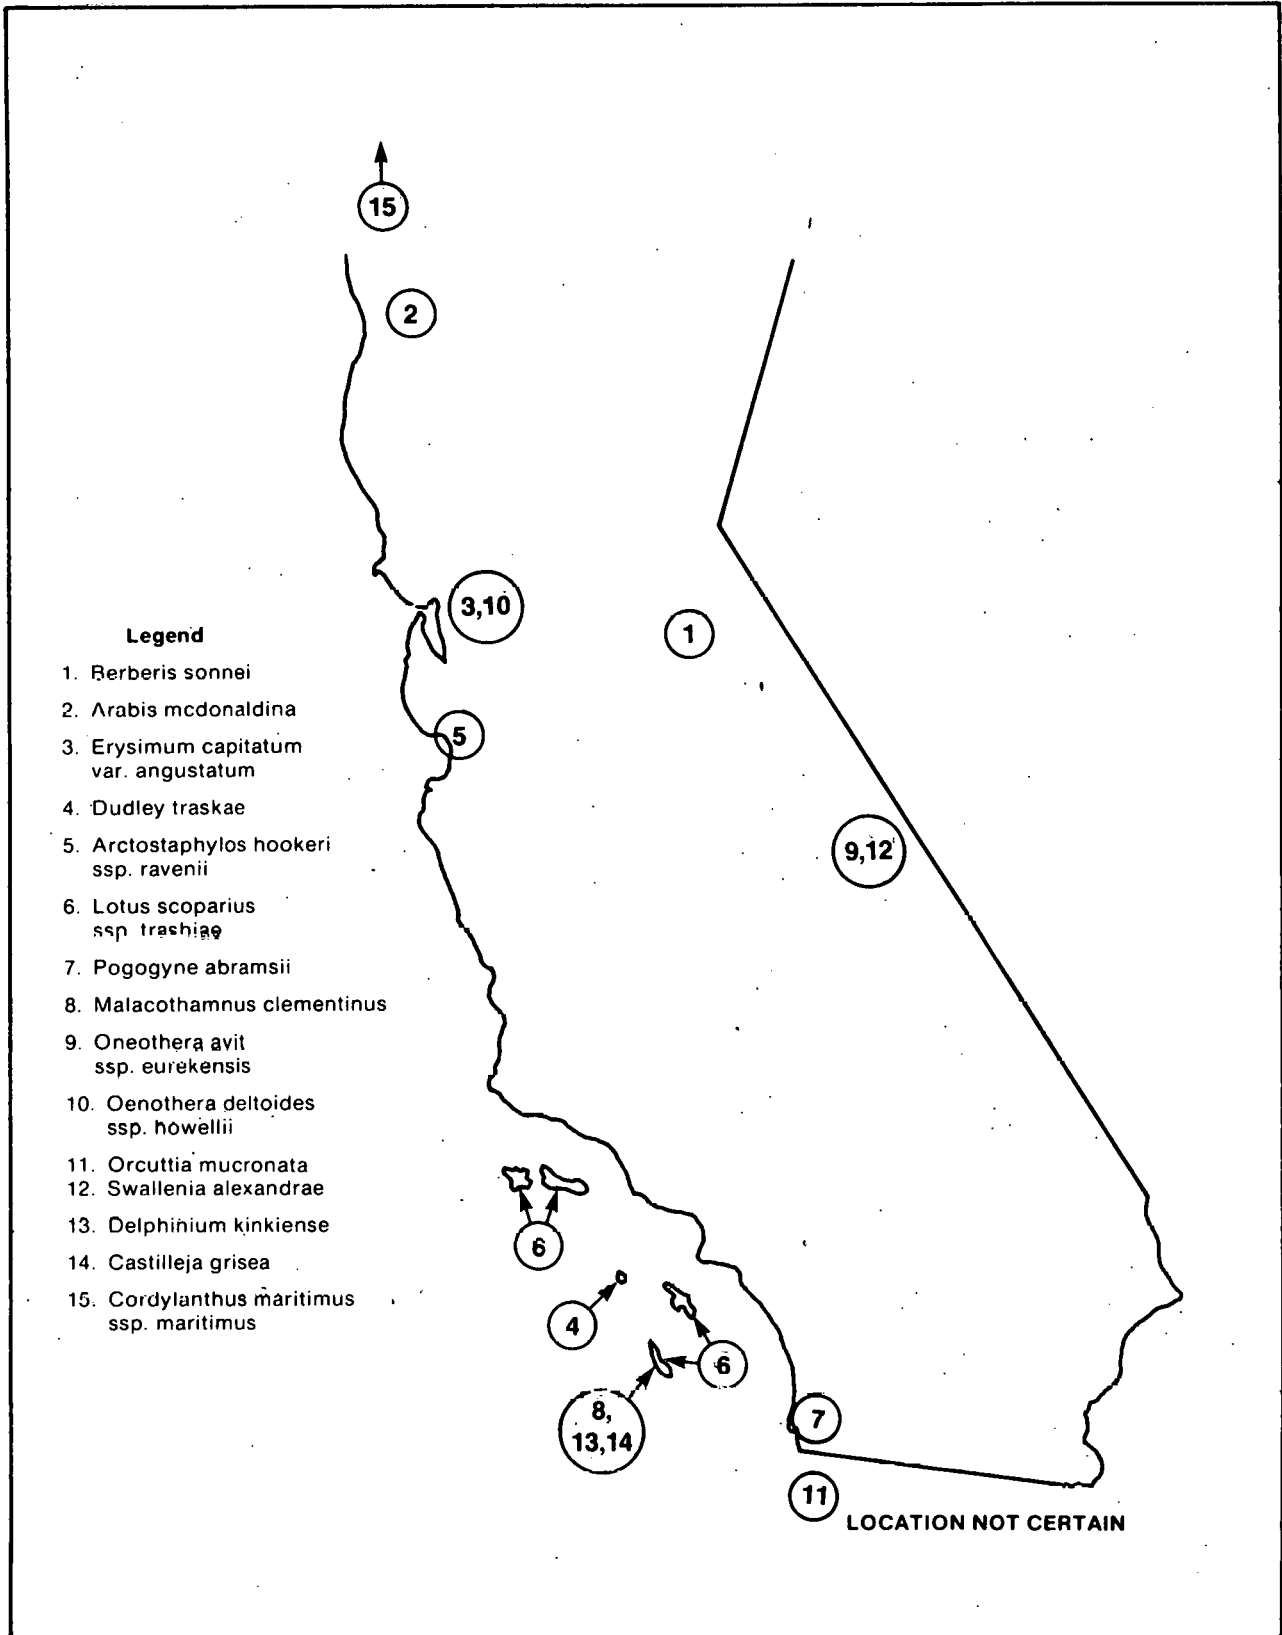 15
2
3,10
1
Legend
1. Berberis sonnei
2. Arabis mcdonaldina
5
3. Erysimum capitatum
var. angustatum
4. Dudley traskae
5. Arctostaphylos hookeri
ssp. ravenii
9,12
6. Lotus scoparius
ssp trashiae
7. Pogogyne abramsii
8. Malacothamnus clementinus
9. Oneothera avit
ssp. eurekensis
10. Oenothera deltoides
ssp. howellii
11. Orcuttia mucronata
12. Swallenia alexandrae
13. Delphinium kinkiense
6
14. Castilleja grisea
15. Cordylanthus maritimus
ssp. maritimus
4
6
8,
13,14
7
11
LOCATION NOT CERTAIN